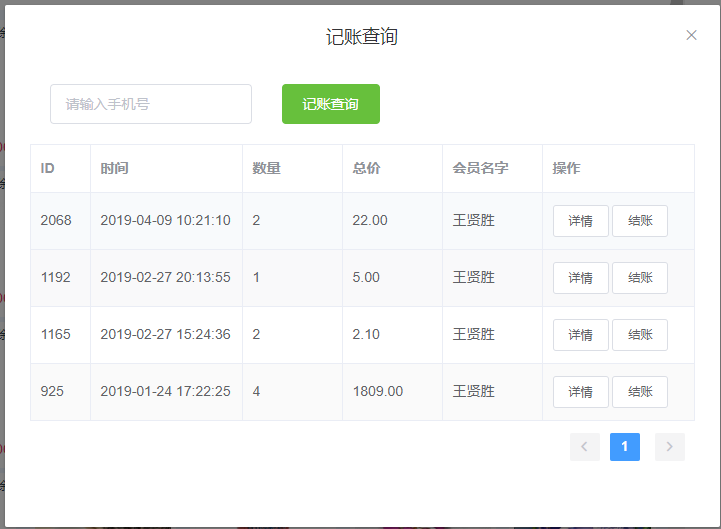 记账查询
请输入手机号 记账查询
ID 时间 数量 总价 会员名字 操作
2068 2019-04-09 10:21:10 2 22.00 王贤胜 详情 结账
1192 2019-02-27 20:13:55 1 5.00 王贤胜 详情 结账
1165 2019-02-27 15:24:36 2 2.10 王贤胜 详情 结账
925 2019-01-24 17:22:25 4 1809.00 王贤胜 详情 结账
1